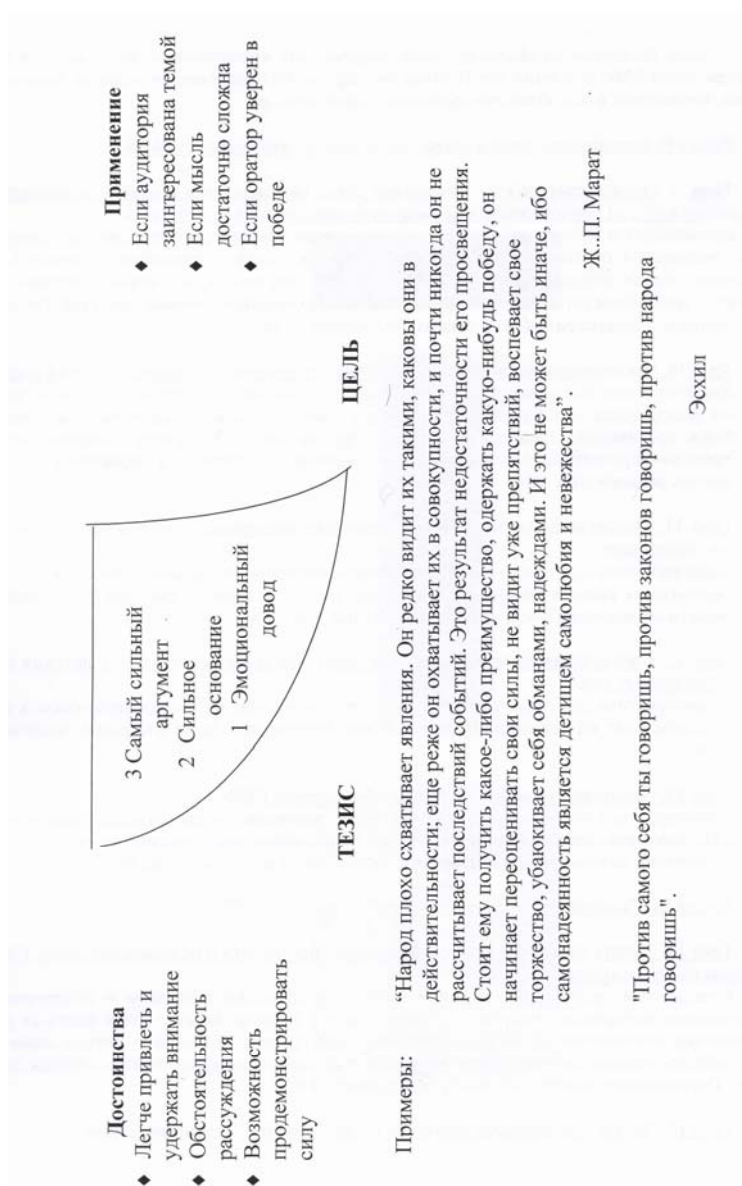 Достоинства
♦ Легче привлечь и
удержать внимание
♦ Обстоятельность
рассуждения
♦ Возможность
продемонстрировать
силу
3 Самый сильный
аргумент
2 Сильное
основание
1 Эмоциональный
довод
ТЕЗИС
ЦЕЛЬ
Применение
♦ Если аудитория
заинтересована темой
♦ Если мысль
достаточно сложна
♦ Если оратор уверен в
победе
Примеры:
“Народ плохо охватывает явления. Он редко видит их такими, каковы они в
действительности; еще реже он охватывает их в совокупности, и почти никогда он не
рассчитывает последствий событий. Это результат недостаточности его просвещения.
Стоит ему получить какое-либо преимущество, одержать какую-нибудь победу, он
начинает переоценивать свои силы, не видит уже препятствий, воспевает свое
торжество, убаюкивает себя обманами, надеждами. И это не может быть иначе, ибо
самонадеянность является детищем самолюбия и невежества”.
Ж..П. Марат
"Против самого себя ты говоришь, против законов говоришь, против народа
говоришь".
Эсхил